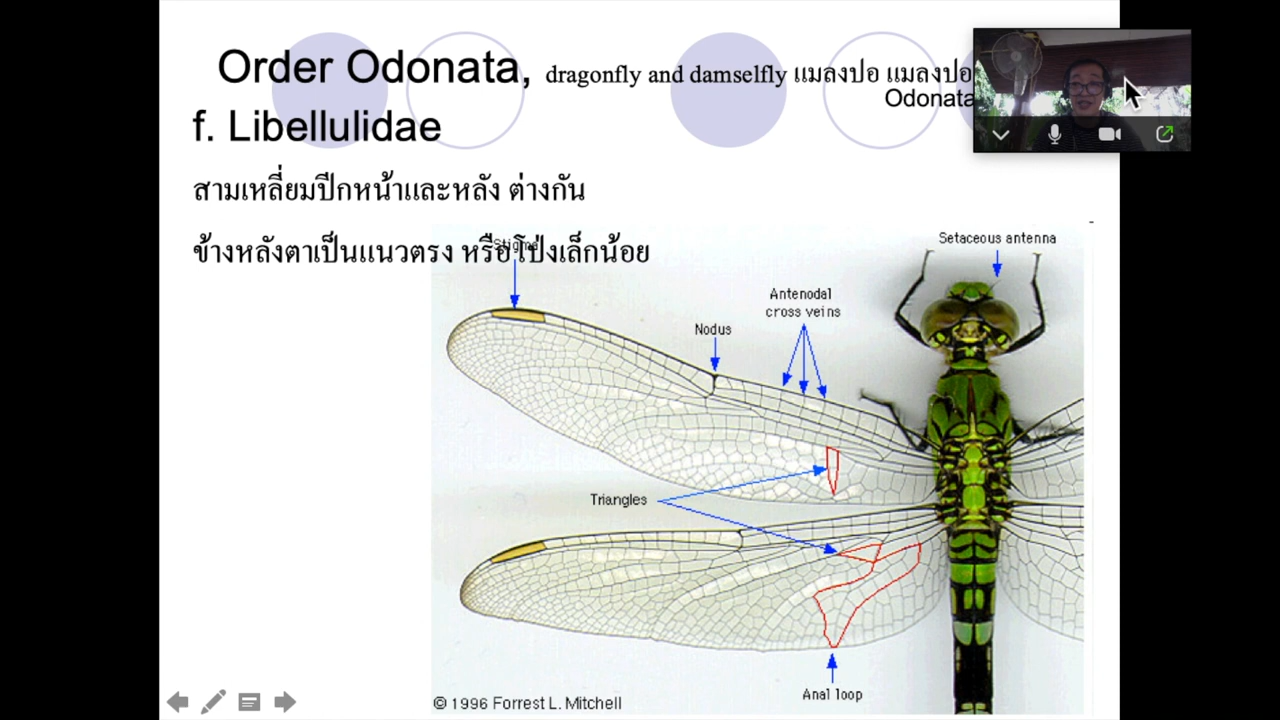 Order Odonata, dragonfly and damselfly แมลงปอ แมลงปอ
Odonata
f. Libellulidae
สามเหลี่ยมปีกหน้าและหลัง ต่างกัน
ข้างหลังตาเป็นแนวตรง หรือโป่งเล็กน้อย
Stigma
Setaceous antenna
Antenodal
cross veins
Nodus
Triangles
Anal loop
© 1996 Forrest L. Mitchell